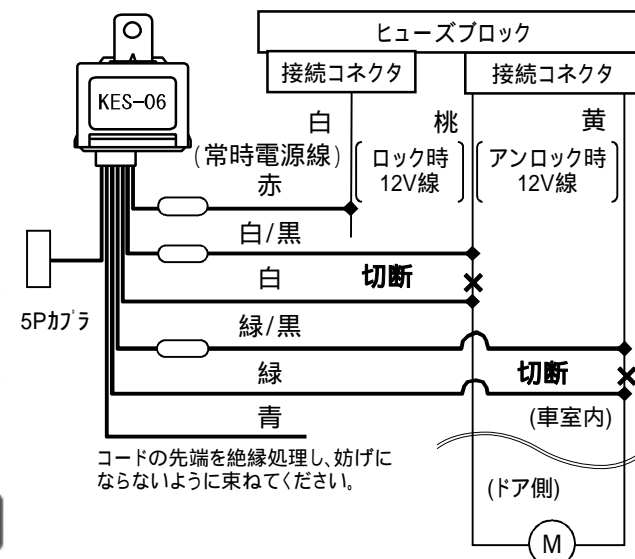 ヒューズブロック
接続コネクタ
接続コネクタ
KES-06
白
(常時電源線)
桃
ロック時
12V線
黄
アンロック時
12V線
赤
白/黒
白
切断
緑/黒
緑
切断
青
5Pｶﾌﾟﾗ
(車室内)
コードの先端を絶縁処理し、妨げに
ならないように束ねてください。
(ドア側)
M